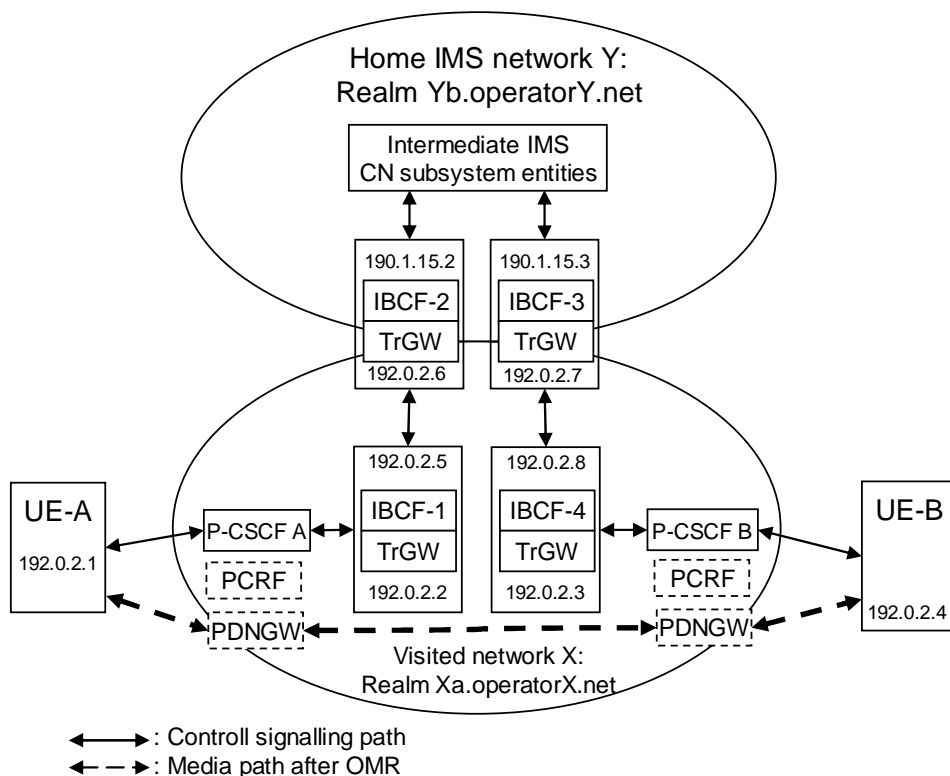 Home IMS network Y:
Realm Yb.operatorY.net
Intermediate IMS
CN subsystem entities
190.1.15.2
IBCF-2
TrGW
192.0.2.6
190.1.15.3
IBCF-3
TrGW
192.0.2.7
UE-A
192.0.2.1
P-CSCF A
PCRF
PDNGW
192.0.2.5
IBCF-1
TrGW
192.0.2.2
192.0.2.8
IBCF-4
TrGW
192.0.2.3
P-CSCF B
PCRF
PDNGW
UE-B
192.0.2.4
Visited network X:
Realm Xa.operatorX.net
: Controll signalling path
: Media path after OMR